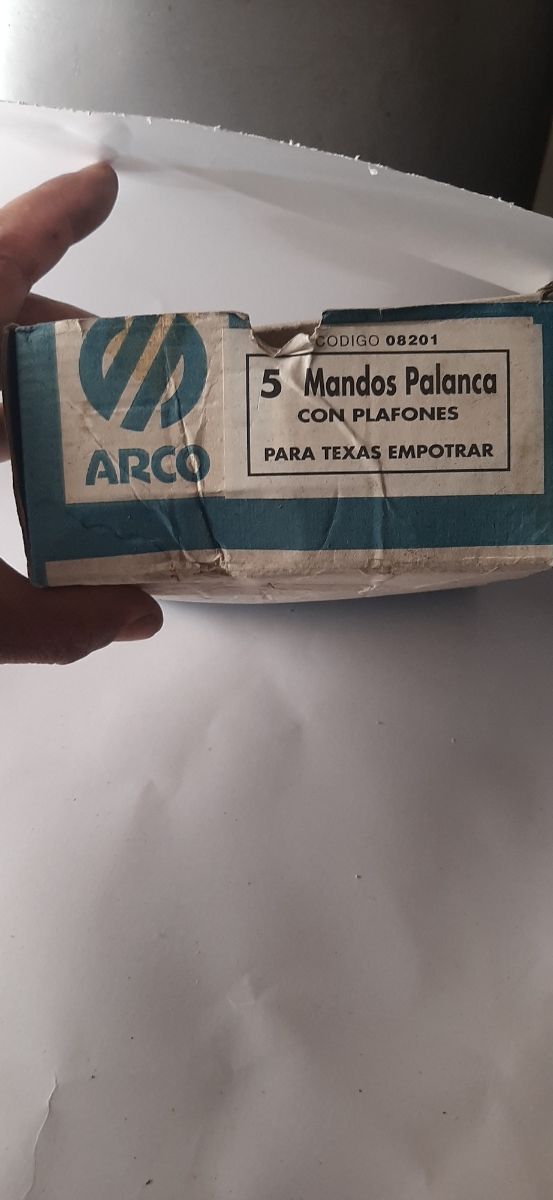 CODIGO 08201
5 Mandos Palanca
CON PLAFONES
PARA TEXAS EMPOTRAR
ARCO